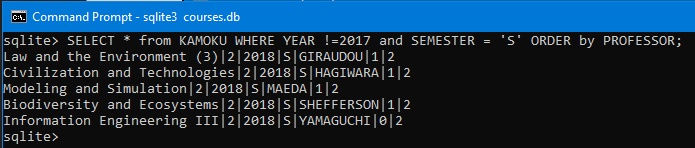 Command Prompt - sqlite3 courses.db
sqlite> SELECT * from KAMOKU WHERE YEAR !=2017 and SEMESTER = 'S' ORDER by PROFESSOR;
Law and the Environment (3)|2|2018|S|GIRAUDOU|1|2
Civilization and Technologies|2|2018|S|HAGIWARA|1|2
Modeling and Simulation|2|2018|S|MAEDA|1|2
Biodiversity and Ecosystems|2|2018|S|SHEFFERSON|1|2
Information Engineering III|2|2018|S|YAMAGUCHI|0|2
sqlite>